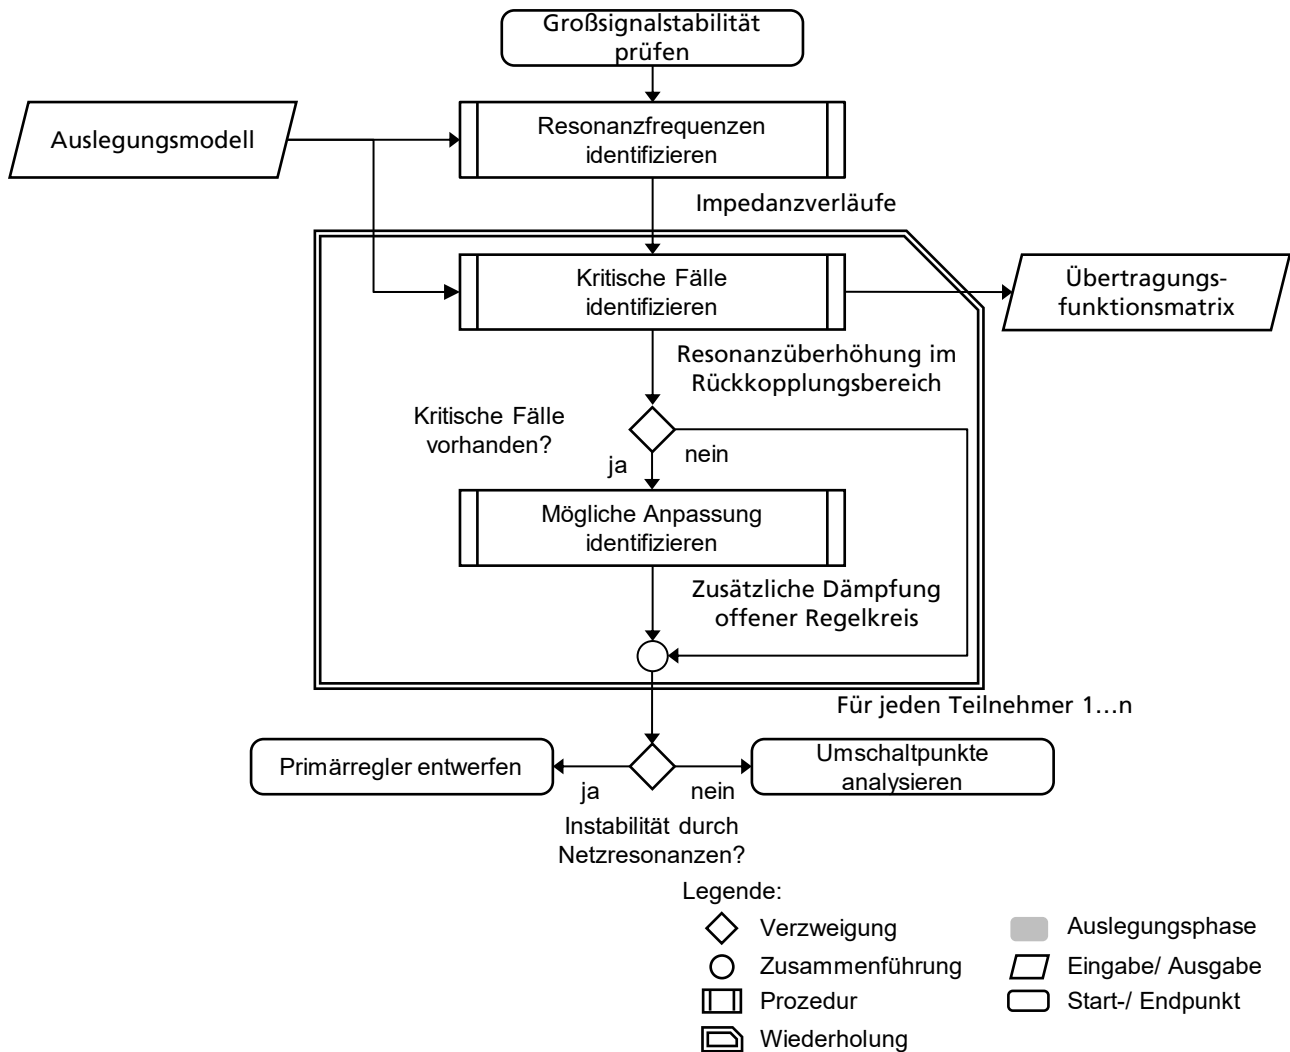 Großsignalstabilität
prüfen
Auslegungsmodell
Resonanzfrequenzen
identifizieren
Impedanzverläufe
Kritische Fälle
identifizieren
Übertragungs-
funktionsmatrix
Resonanzüberhöhung im
Rückkopplungsbereich
Kritische Fälle
vorhanden?
ja
nein
Mögliche Anpassung
identifizieren
Zusätzliche Dämpfung
offener Regelkreis
Für jeden Teilnehmer 1...n
Primärregler entwerfen
Umschaltpunkte
analysieren
ja
nein
Instabilität durch
Netzresonanzen?
Legende:
Verzweigung
Auslegungsphase
Zusammenführung
Eingabe/ Ausgabe
Prozedur
Start-/ Endpunkt
Wiederholung